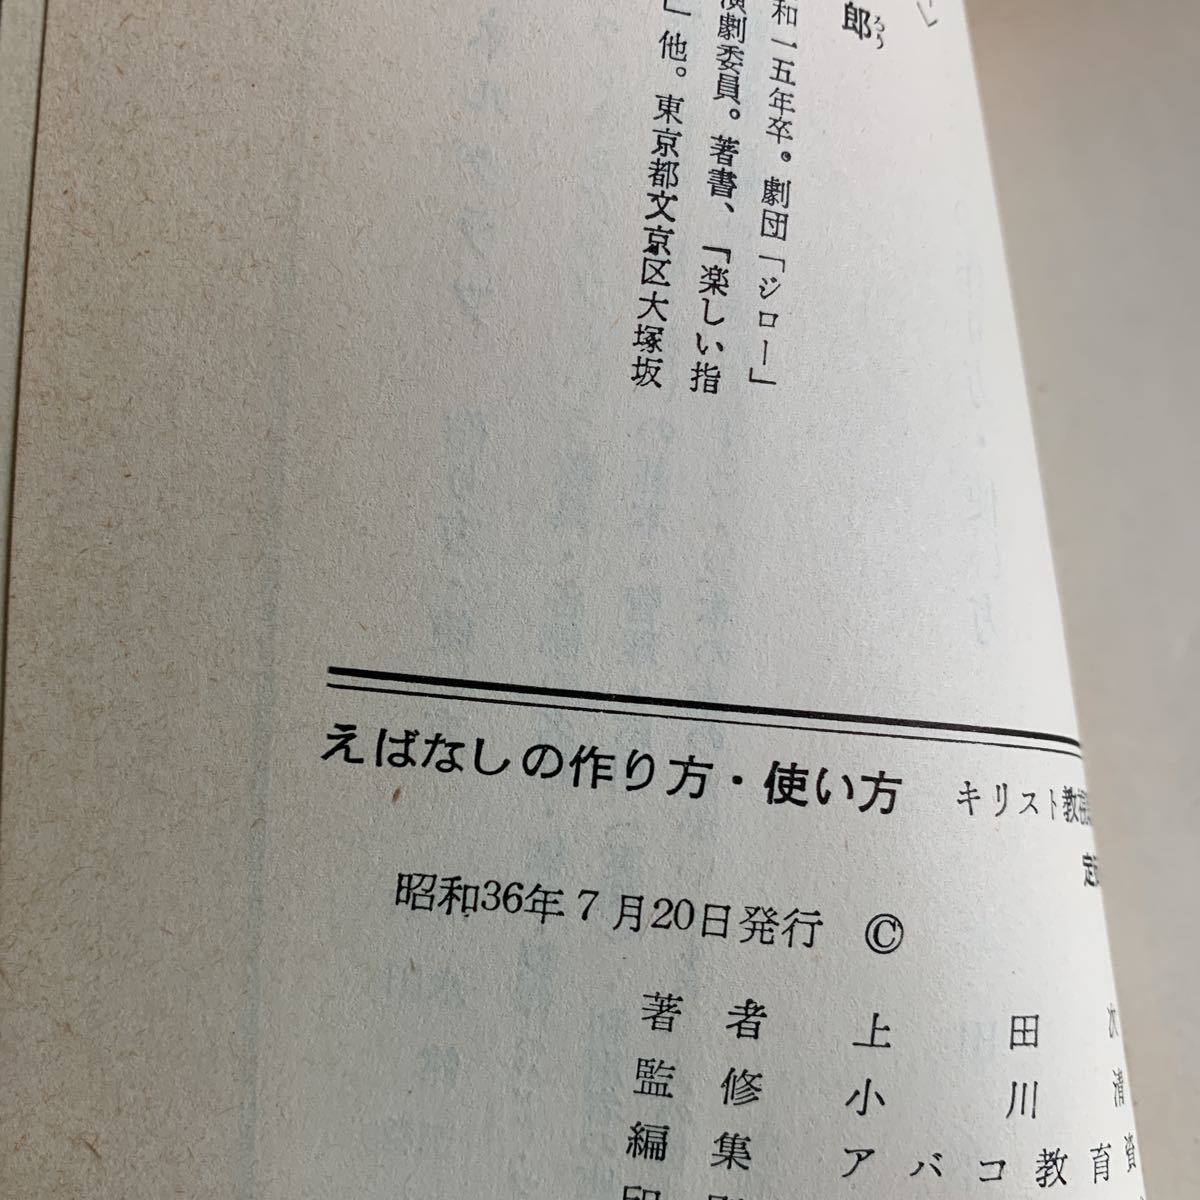 郎
ろう
和一五年卒。劇団「ジロー」
演劇委員。著書、「楽しい指
」他。東京都文京区大塚坂
えばなしの作り方・使い方 キリスト教視
昭和36年7月20日発行 ©
著者 上田次
監修 小川清
編集 アバコ教育資